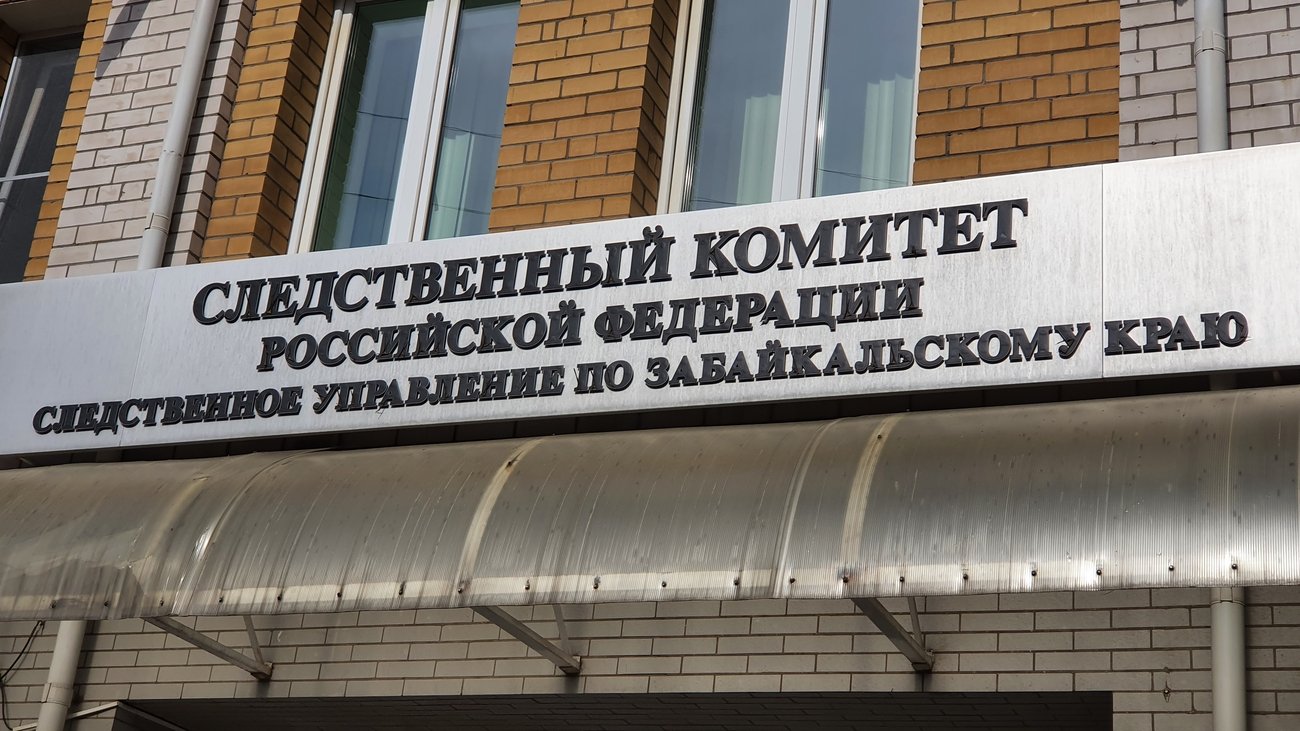 СЛЕДСТВЕННЫЙ КОМИТЕТ
РОССИЙСКОЙ ФЕДЕРАЦИИ
СЛЕДСТВЕННОЕ УПРАВЛЕНИЕ ПО ЗАБАЙКАЛЬСКОМУ КРАЮ